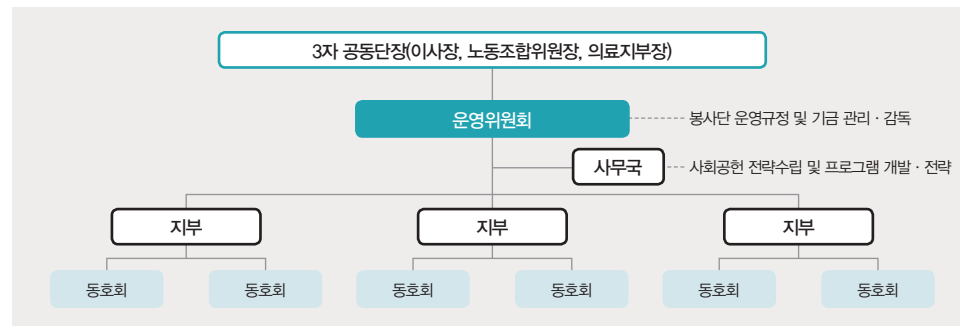 3자 공동단장(이사장, 노동조합위원장, 의료지부장)
운영위원회
봉사단 운영규정 및 기금 관리 · 감독
사무국
사회공헌 전략수립 및 프로그램 개발 · 전략
지부
지부
지부
동호회
동호회
동호회
동호회
동호회
동호회